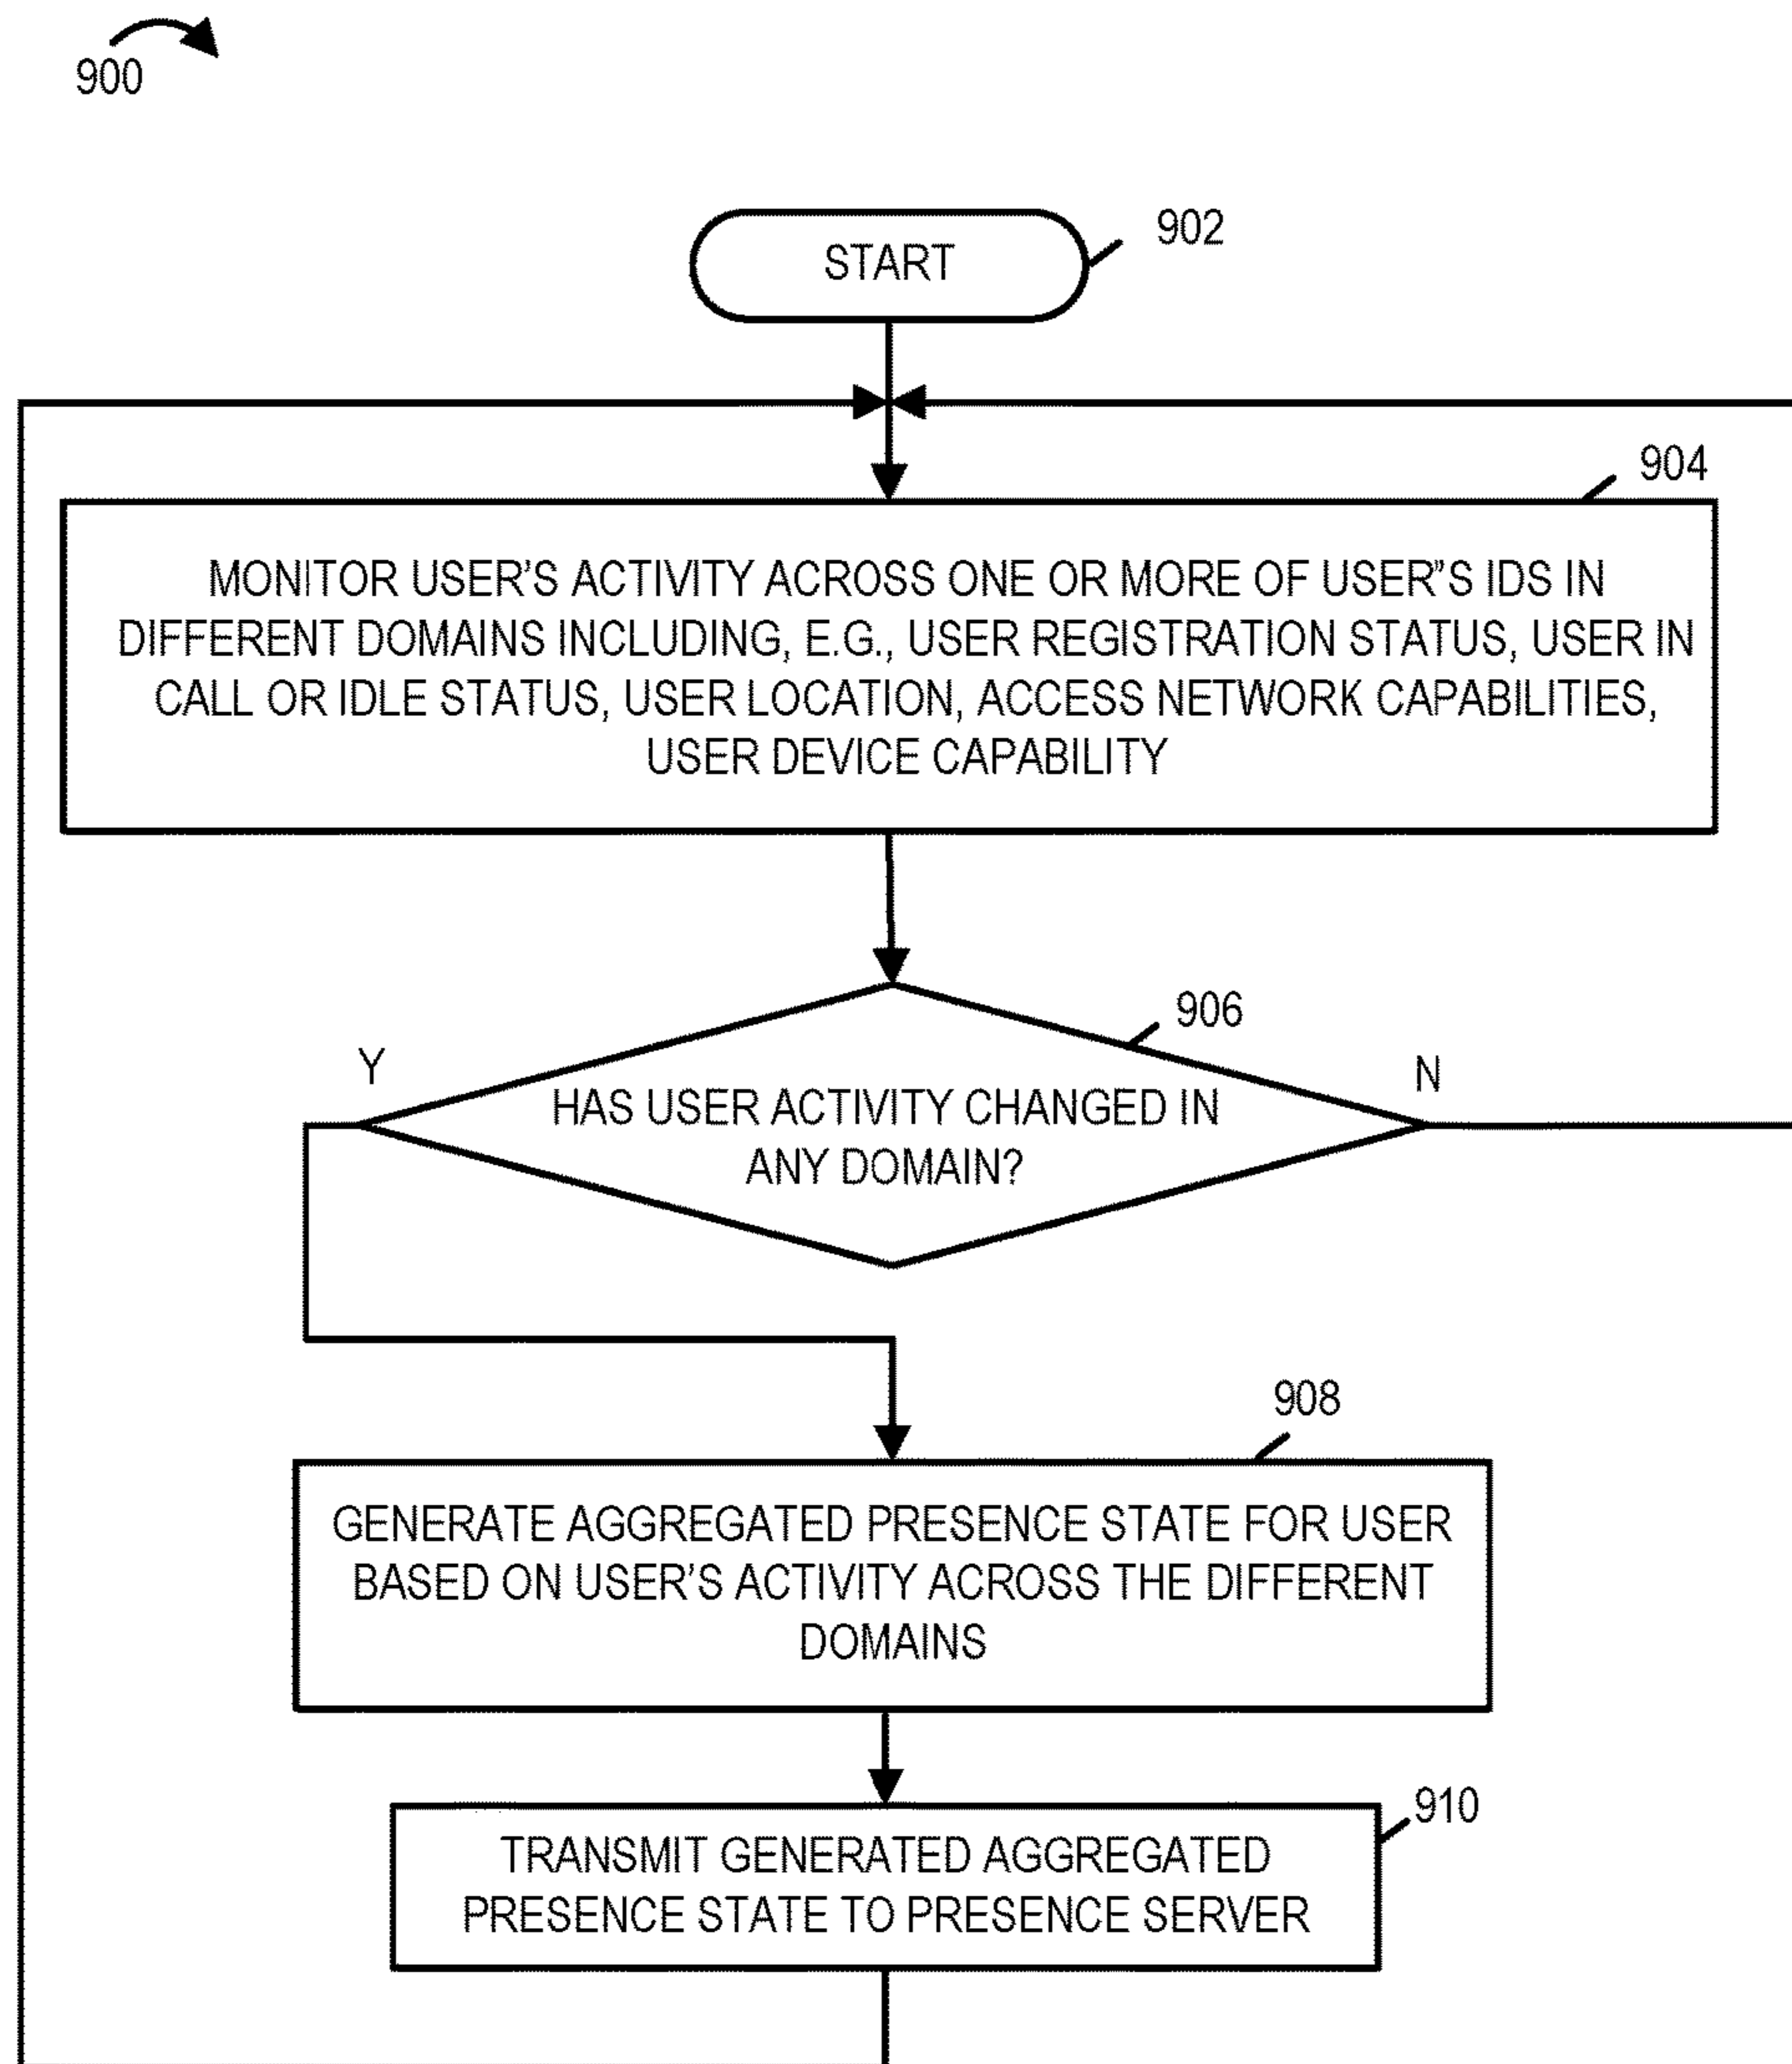 900
START
902
904
MONITOR USER'S ACTIVITY ACROSS ONE OR MORE OF USER"S IDS IN
DIFFERENT DOMAINS INCLUDING, E.G., USER REGISTRATION STATUS, USER IN
CALL OR IDLE STATUS, USER LOCATION, ACCESS NETWORK CAPABILITIES,
USER DEVICE CAPABILITY
906
Y
N
HAS USER ACTIVITY CHANGED IN
ANY DOMAIN?
908
GENERATE AGGREGATED PRESENCE STATE FOR USER
BASED ON USER'S ACTIVITY ACROSS THE DIFFERENT
DOMAINS
910
TRANSMIT GENERATED AGGREGATED
PRESENCE STATE TO PRESENCE SERVER